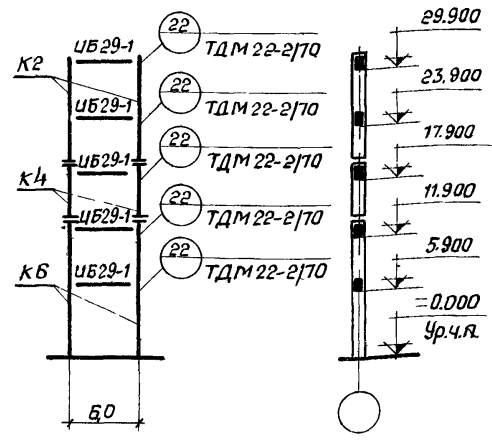 К2
ИБ29-1
22
ТДМ 22-2/70
ИБ29-1
22
ТДМ 22-2/70
К4
ИБ29-1
22
ТДМ 22-2/70
ИБ29-1
22
ТДМ 22-2/70
К6
ИБ29-1
22
ТДМ 22-2/70
6,0
29.900
23.900
17.900
11.900
5.900
=0.000
Ур.ч.п.